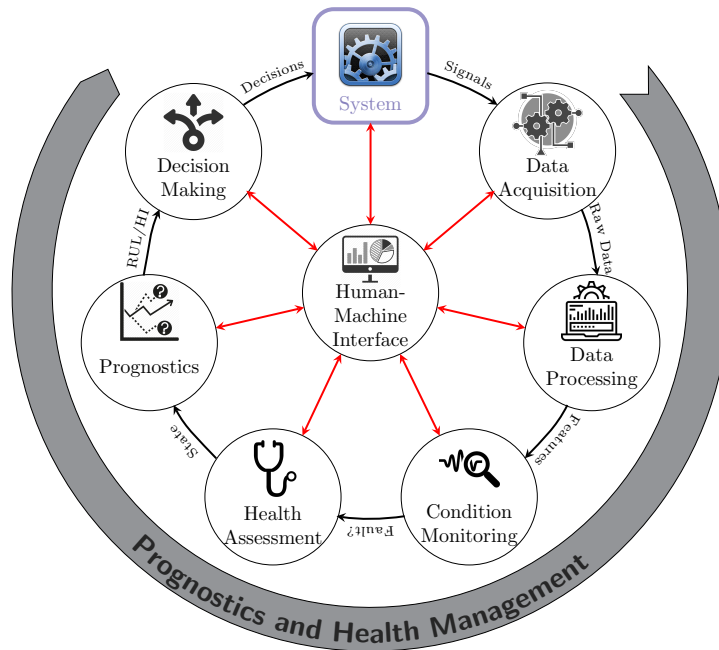 System
Signals
Data
Acquisition
Raw Data
Data
Processing
Features
Condition
Monitoring
Fault?
Health
Assessment
State
Prognostics
RUL/HI
Decision
Making
Decisions
Human-
Machine
Interface
?
?
Prognostics and Health Management